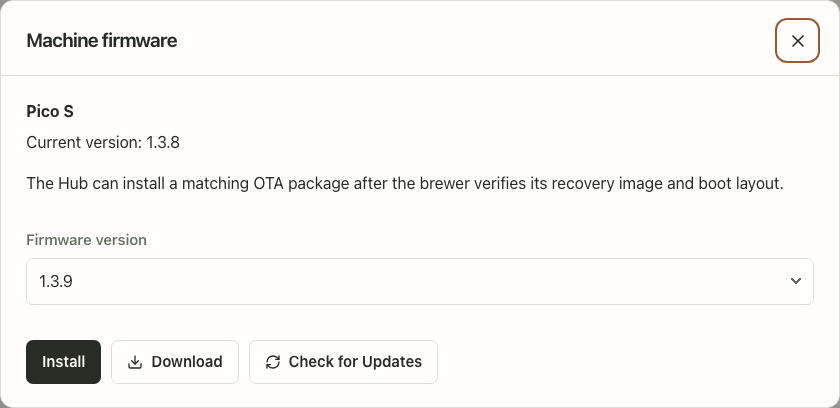 Machine firmware
Pico S
Current version: 1.3.8
The Hub can install a matching OTA package after the brewer verifies its recovery image and boot layout.
Firmware version
1.3.9
Install
Download
Check for Updates